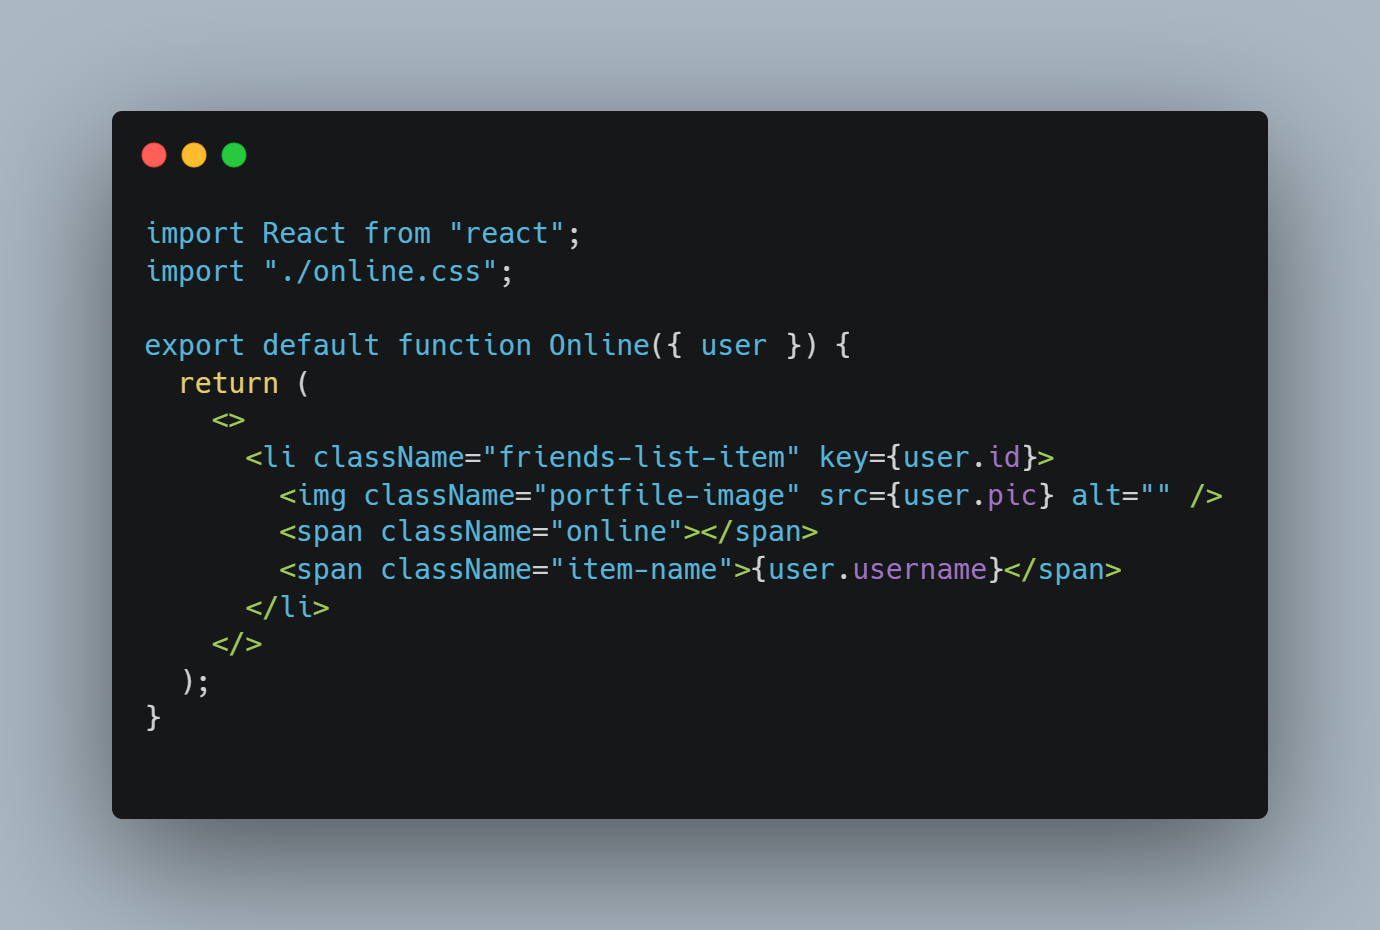 import React from "react";
import "./online.css";

export default function Online({ user }) {
  return (
    <>
      <li className="friends-list-item" key={user.id}>
        <img className="portfile-image" src={user.pic} alt="" />
        <span className="online"></span>
        <span className="item-name">{user.username}</span>
      </li>
    </>
  );
}